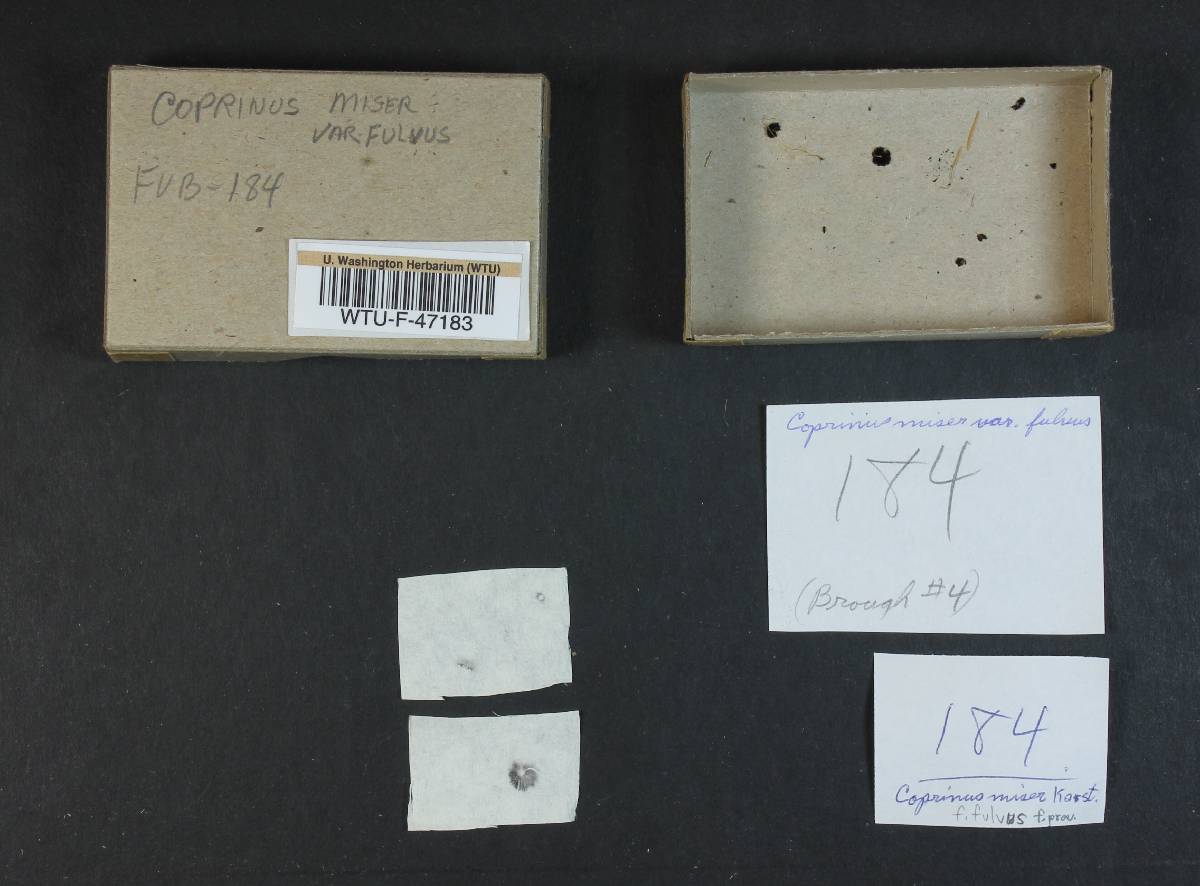 COPRINUS MISER
VAR. FULVUS
FVB-184
U. Washington Herbarium (WTU)
WTU-F-47183
Coprinus miser var. fulvus
184
(Brough #4)
184
Coprinus miser Karst.
f. fulvus f. prov.